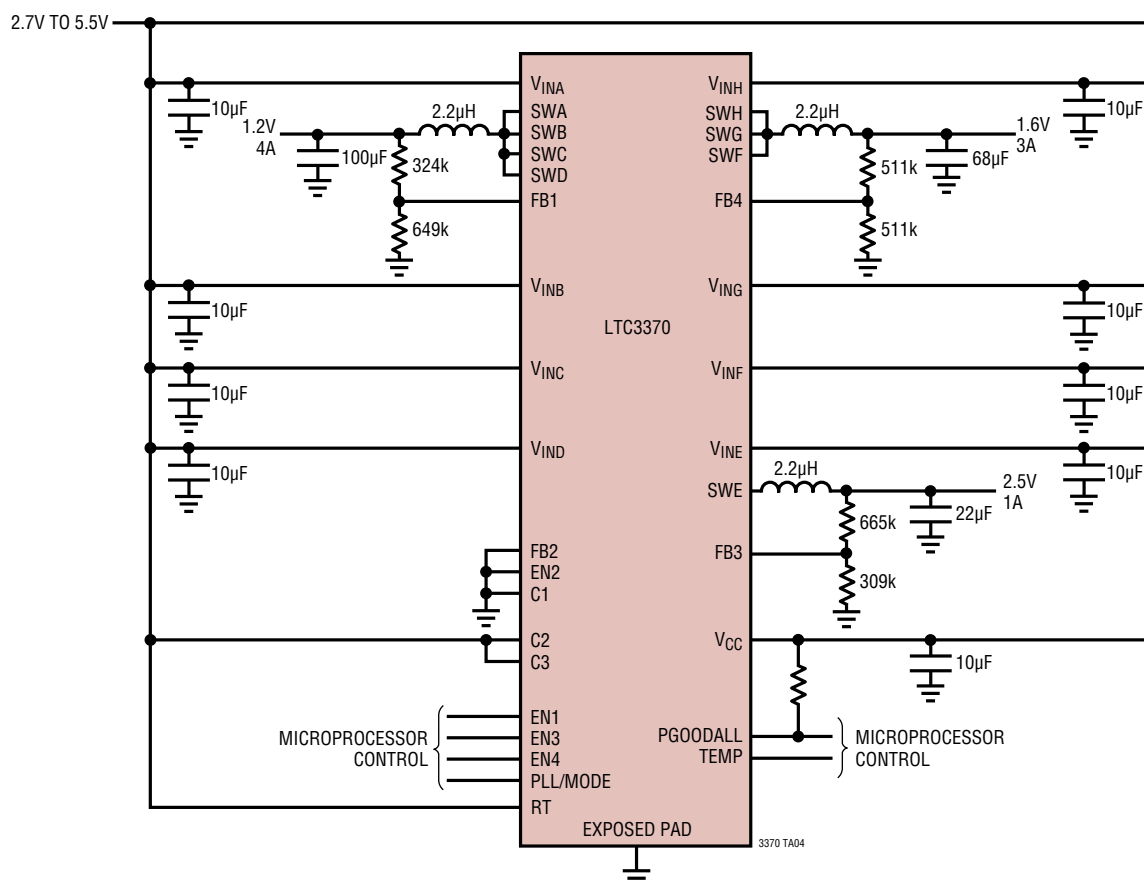 2.7V TO 5.5V
VINA
VINH
10µF
SWA
SWH
10µF
2.2µH
2.2µH
1.2V
4A
SWB
SWG
1.6V
3A
100µF
SWC
SWF
68µF
324k
SWD
511k
FB1
FB4
649k
511k
VINB
VING
10µF
LTC3370
10µF
VINC
VINF
10µF
10µF
VIND
VINE
10µF
2.2µH
10µF
SWE
2.5V
1A
665k
22µF
FB2
FB3
EN2
309k
C1
C2
VCC
C3
10µF
EN1
MICROPROCESSOR
CONTROL
EN3
PGOODALL
MICROPROCESSOR
CONTROL
EN4
TEMP
PLL/MODE
RT
EXPOSED PAD
3370 TA04